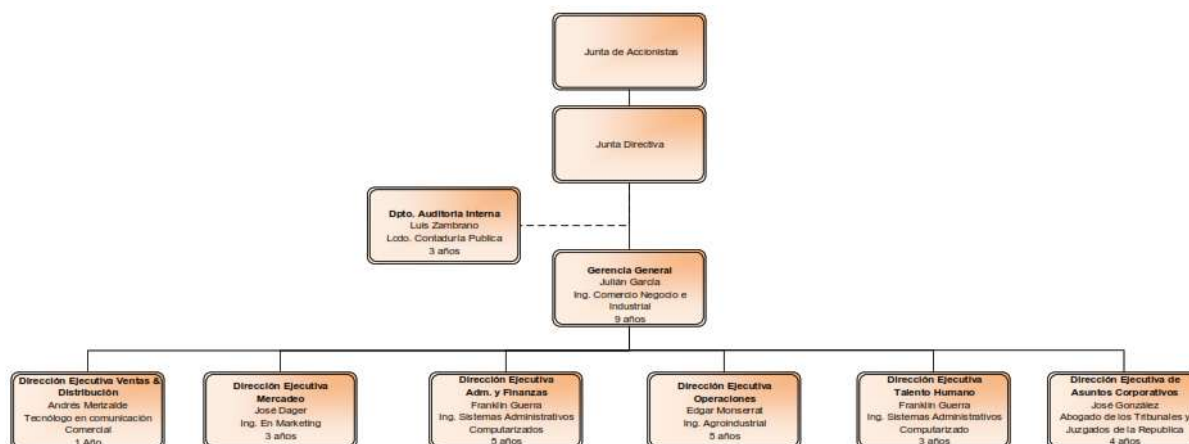 Junta de Accionistas
Junta Directiva
Dpto. Auditoria Interna
Luis Zambrano
Lcdo. Contaduría Publica
3 años
Gerencia General
Julián García
Ing. Comercio Negocio e
Industrial
9 años
Dirección Ejecutiva Ventas &
Distribución
Andrés Merizalde
Tecnólogo en comunicación
Comercial
1 Año
Dirección Ejecutiva
Mercadeo
José Dager
Ing. En Marketing
3 años
Dirección Ejecutiva
Adm. y Finanzas
Franklin Guerra
Ing. Sistemas Administrativos
Computarizados
5 años
Dirección Ejecutiva
Operaciones
Edgar Monserrat
Ing. Agroindustrial
5 años
Dirección Ejecutiva
Talento Humano
Franklin Guerra
Ing. Sistemas Administrativos
Computarizado
3 años
Dirección Ejecutiva de
Asuntos Corporativos
José González
Abogado de los Tribunales y
Juzgados de la Republica
4 años